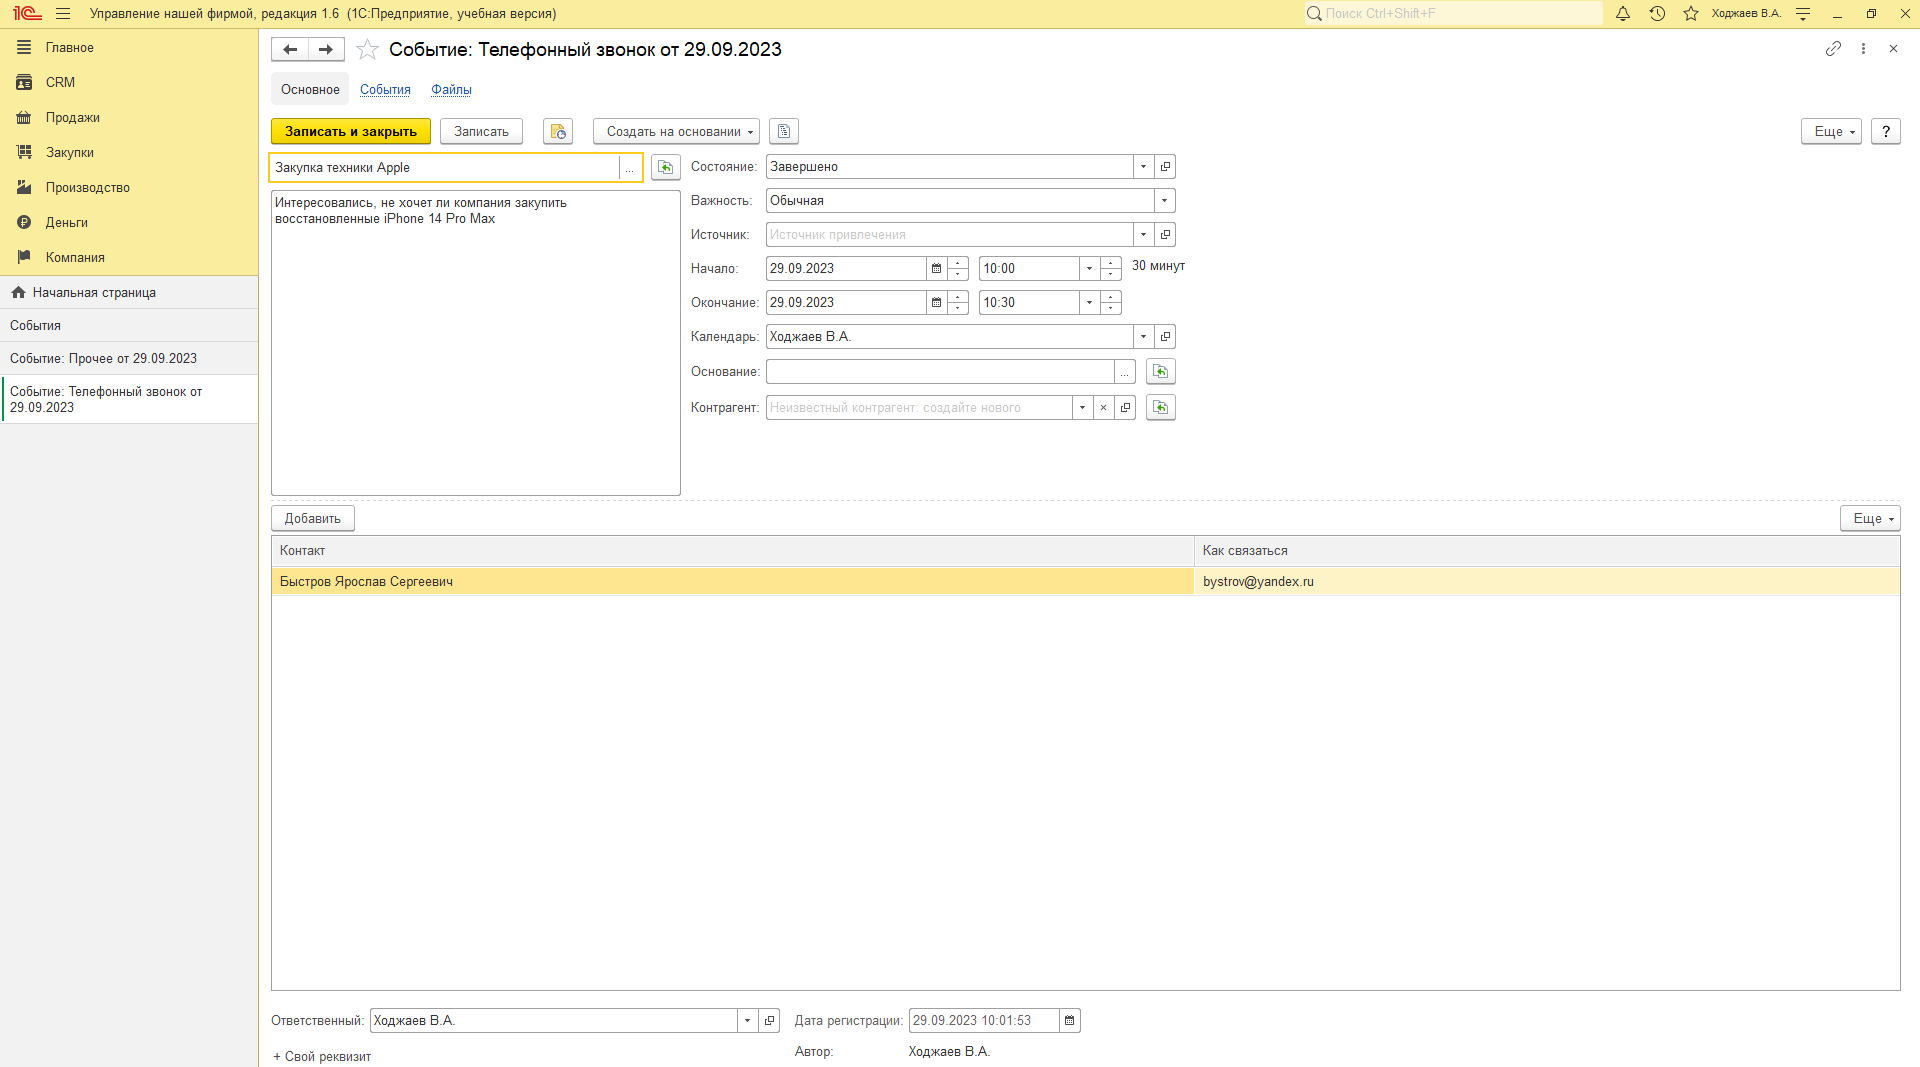 1С Управление нашей фирмой, редакция 1.6 (1С:Предприятие, учебная версия)
Поиск Ctrl+Shift+F
Ходжаев В.А.
Главное
CRM
Продажи
Закупки
Производство
Деньги
Компания
Начальная страница
События
Событие: Прочее от 29.09.2023
Событие: Телефонный звонок от
29.09.2023
Событие: Телефонный звонок от 29.09.2023
Основное События Файлы
Записать и закрыть Записать Создать на основании Еще ?
Закупка техники Apple ...
Интересовались, не хочет ли компания закупить
восстановленные iPhone 14 Pro Max
Состояние: Завершено
Важность: Обычная
Источник: Источник привлечения
Начало: 29.09.2023 10:00 30 минут
Окончание: 29.09.2023 10:30
Календарь: Ходжаев В.А.
Основание: ...
Контрагент: Неизвестный контрагент: создайте нового
Добавить Еще
Контакт Как связаться
Быстров Ярослав Сергеевич bystrov@yandex.ru
Ответственный: Ходжаев В.А. Дата регистрации: 29.09.2023 10:01:53
+ Свой реквизит Автор: Ходжаев В.А.